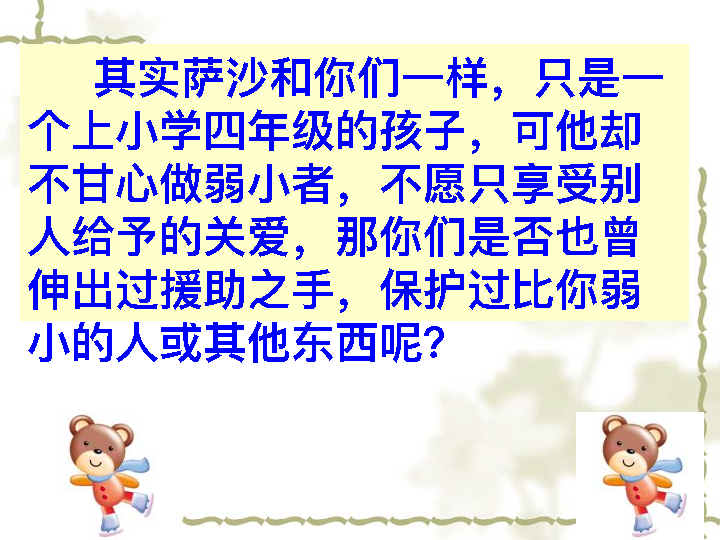 其实萨沙和你们一样，只是一
个上小学四年级的孩子，可他却
不甘心做弱小者，不愿只享受别
人给予的关爱，那你们是否也曾
伸出过援助之手，保护过比你弱
小的人或其他东西呢?